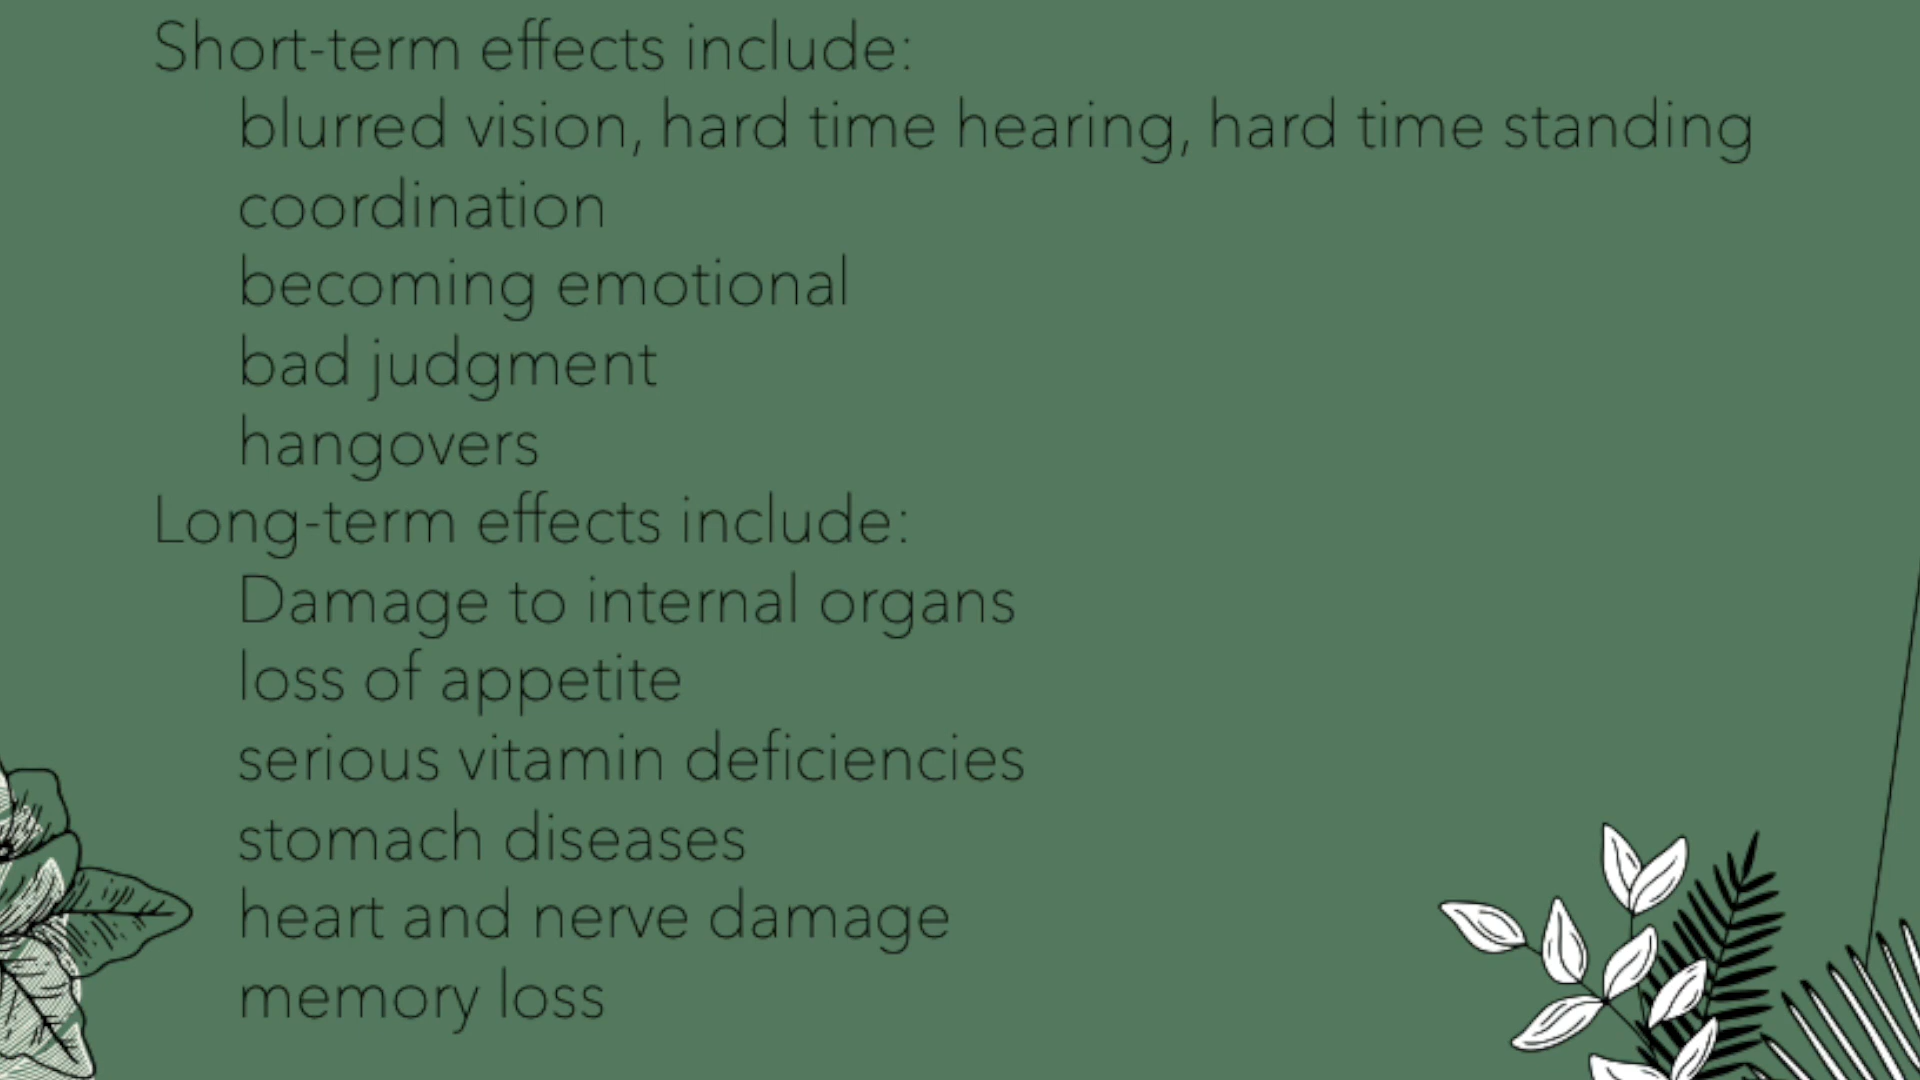 Short-term effects include:
blurred vision, hard time hearing, hard time standing
coordination
becoming emotional
bad judgment
hangovers
Long-term effects include:
Damage to internal organs
loss of appetite
serious vitamin deficiencies
stomach diseases
heart and nerve damage
memory loss